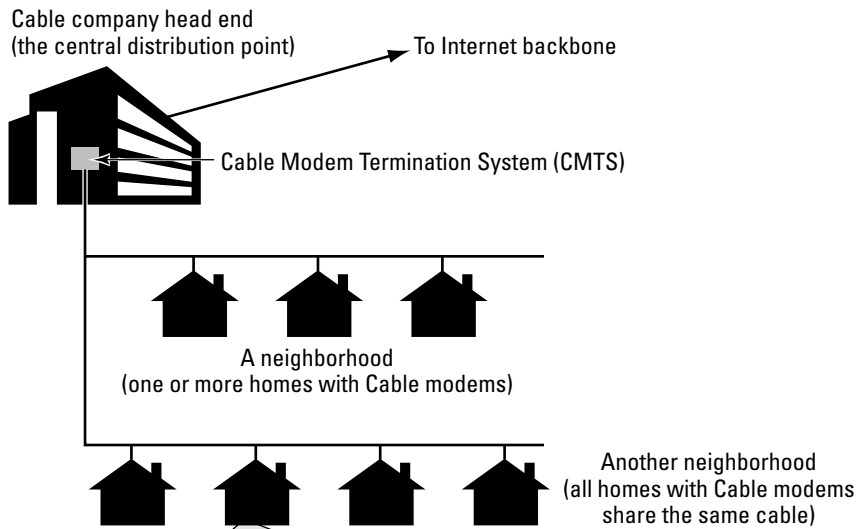 Cable company head end
(the central distribution point)
To Internet backbone
Cable Modem Termination System (CMTS)
A neighborhood
(one or more homes with Cable modems)
Another neighborhood
(all homes with Cable modems
share the same cable)